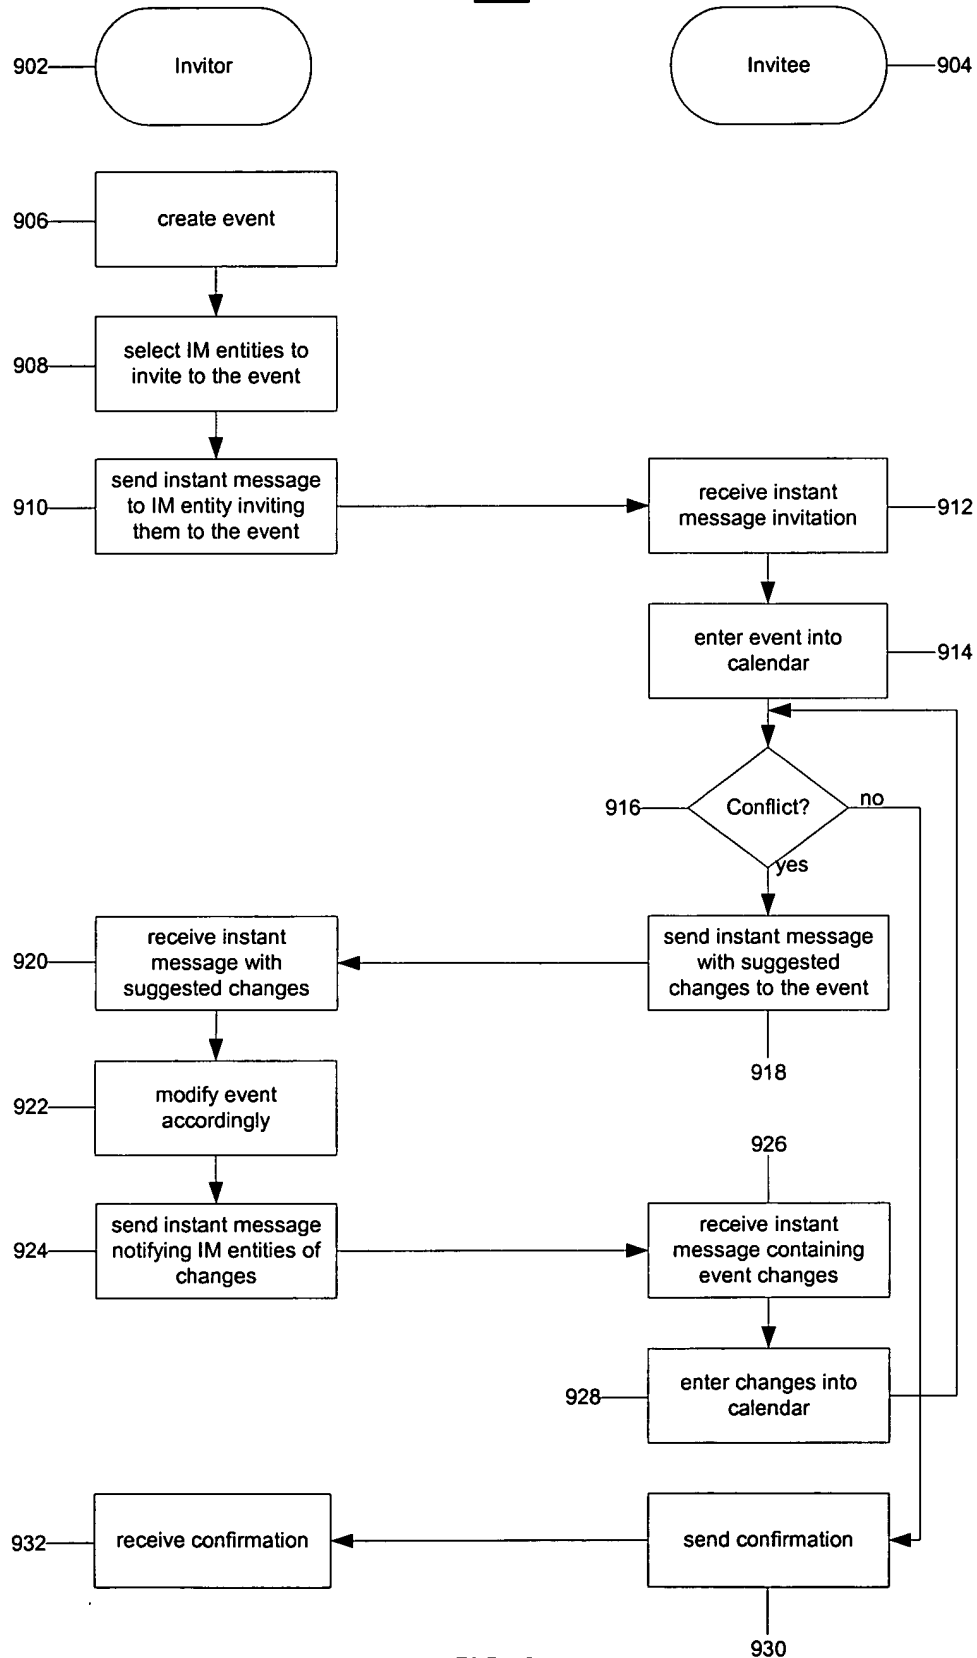 902
Invitor
Invitee
904
906
create event
908
select IM entities to
invite to the event
910
send instant message
to IM entity inviting
them to the event
receive instant
message invitation
912
enter event into
calendar
914
916
Conflict?
no
yes
920
receive instant
message with
suggested changes
send instant message
with suggested
changes to the event
918
922
modify event
accordingly
926
924
send instant message
notifying IM entities of
changes
receive instant
message containing
event changes
928
enter changes into
calendar
932
receive confirmation
send confirmation
930